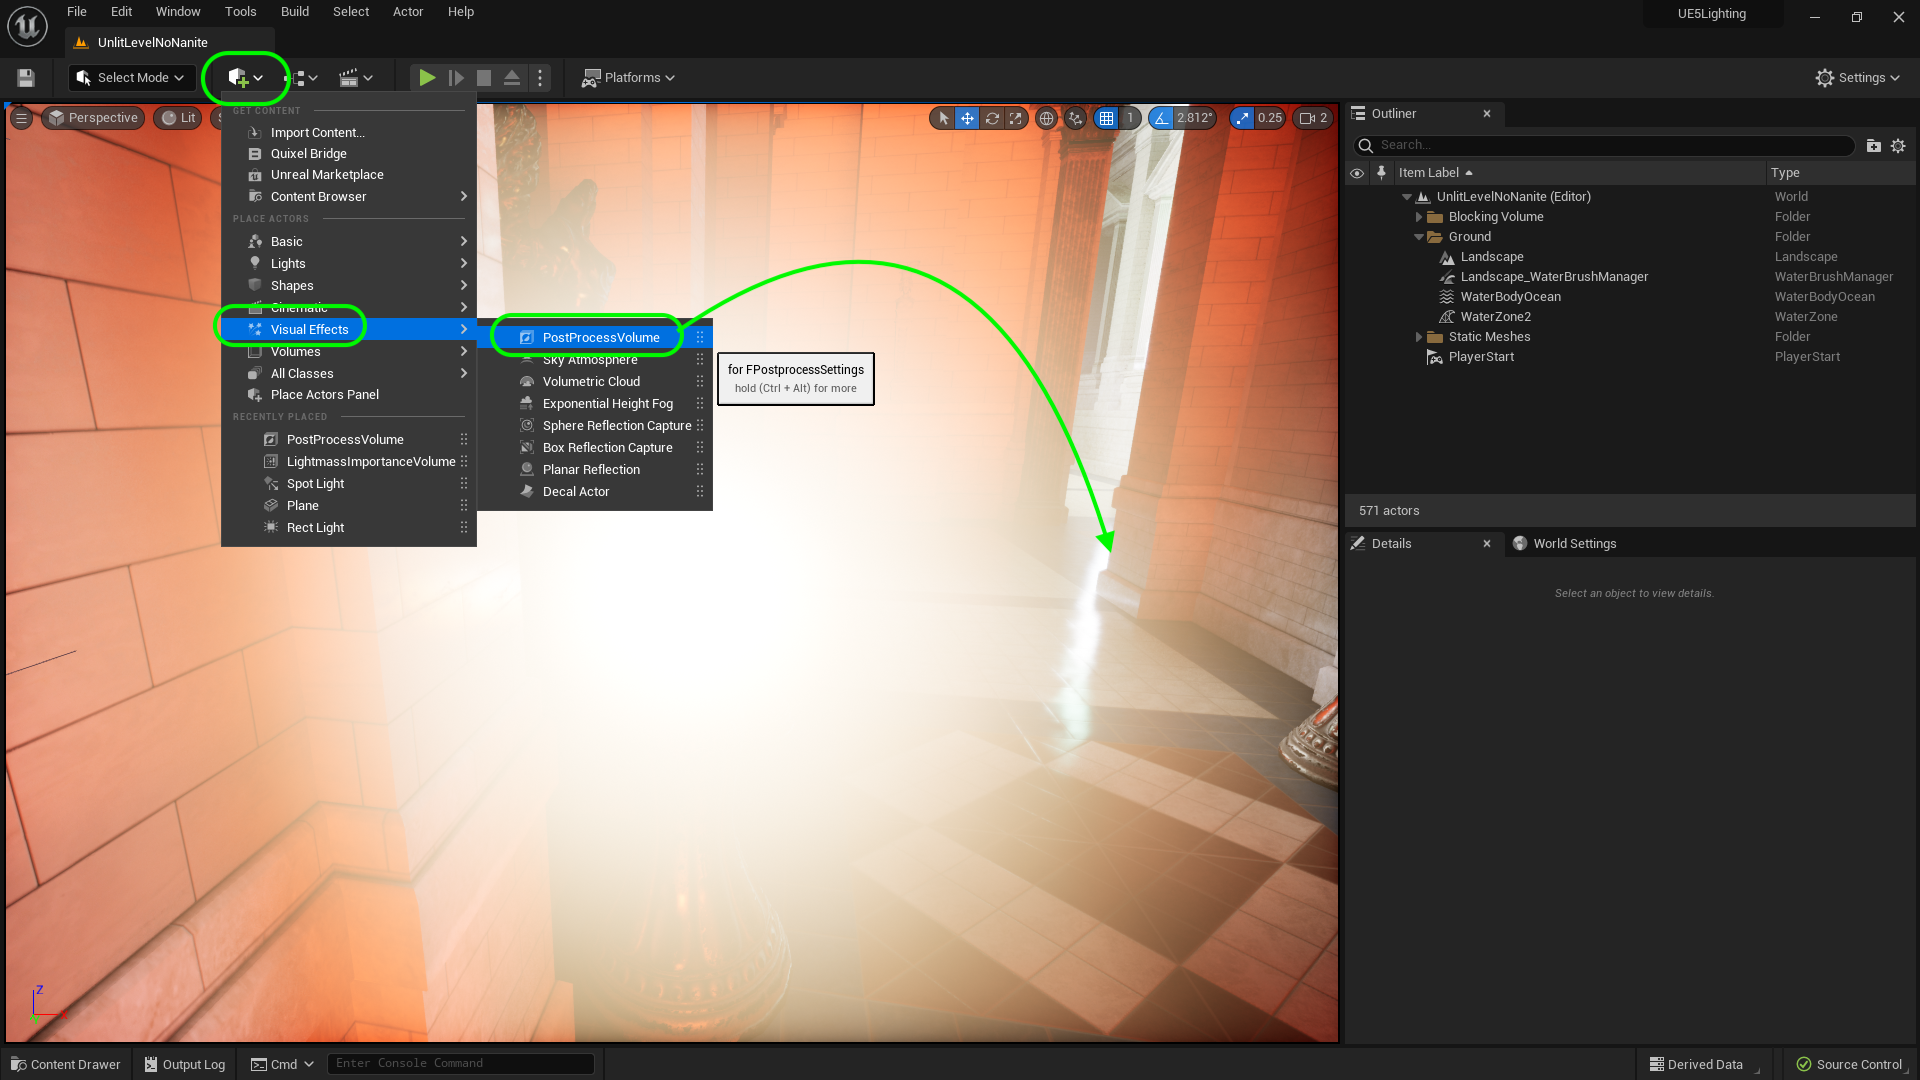 File Edit Window Tools Build Select Actor Help
UE5Lighting
UnlitLevelNoNanite
Select Mode
Platforms
Settings
Perspective
Lit
1
2.812°
0.25
2
GET CONTENT
Import Content...
Quixel Bridge
Unreal Marketplace
Content Browser
PLACE ACTORS
Basic
Lights
Shapes
Cinematic
Visual Effects
Volumes
All Classes
Place Actors Panel
RECENTLY PLACED
PostProcessVolume
LightmassImportanceVolume
Spot Light
Plane
Rect Light
PostProcessVolume
Sky Atmosphere
Volumetric Cloud
Exponential Height Fog
Sphere Reflection Capture
Box Reflection Capture
Planar Reflection
Decal Actor
for FPostprocessSettings
hold (Ctrl + Alt) for more
Outliner
Search...
Item Label Type
UnlitLevelNoNanite (Editor) World
Blocking Volume Folder
Ground Folder
Landscape Landscape
Landscape_WaterBrushManager WaterBrushManager
WaterBodyOcean WaterBodyOcean
WaterZone2 WaterZone
Static Meshes Folder
PlayerStart PlayerStart
571 actors
Details
World Settings
Select an object to view details.
Z
X
Content Drawer
Output Log
Cmd
Enter Console Command
Derived Data
Source Control